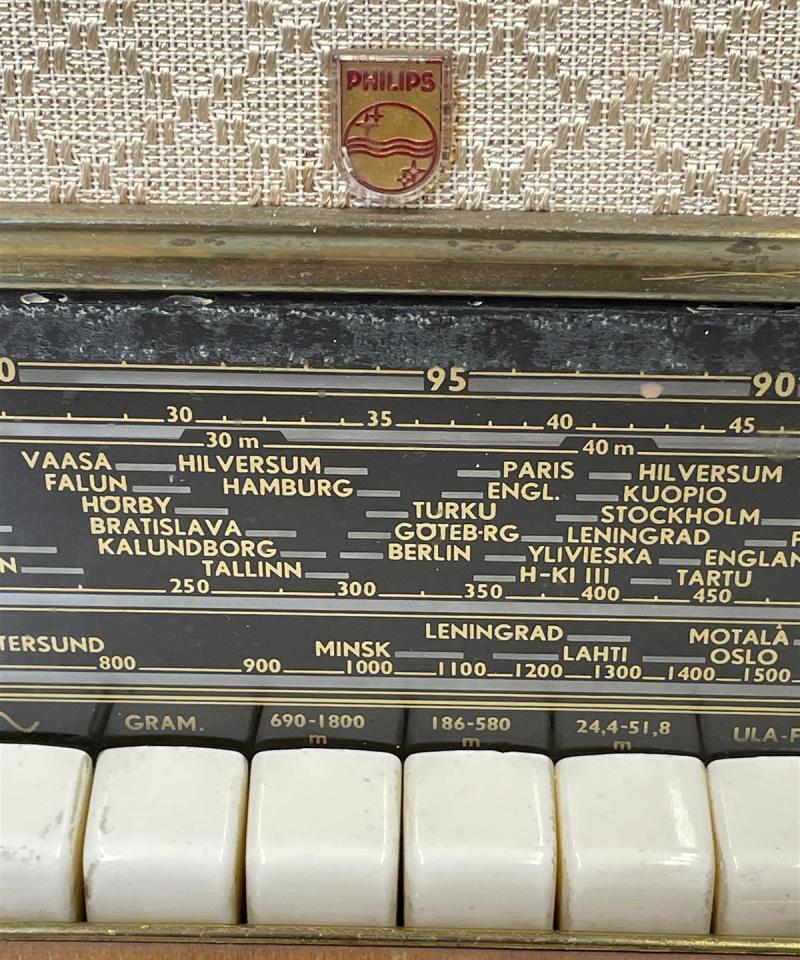 PHILIPS
0 95 90
30 35 40 45
30 m 40 m
VAASA HILVERSUM PARIS HILVERSUM
FALUN HAMBURG ENGL. KUOPIO
HÖRBY TURKU STOCKHOLM
BRATISLAVA GÖTEB·RG LENINGRAD
KALUNDBORG BERLIN YLIVIESKA ENGLAN
N TALLINN H-KI III TARTU
250 300 350 400 450
TERSUND MINSK LENINGRAD LAHTI MOTALA OSLO
800 900 1000 1100 1200 1300 1400 1500
GRAM. 690-1800 m 186-580 m 24,4-51,8 m ULA-F